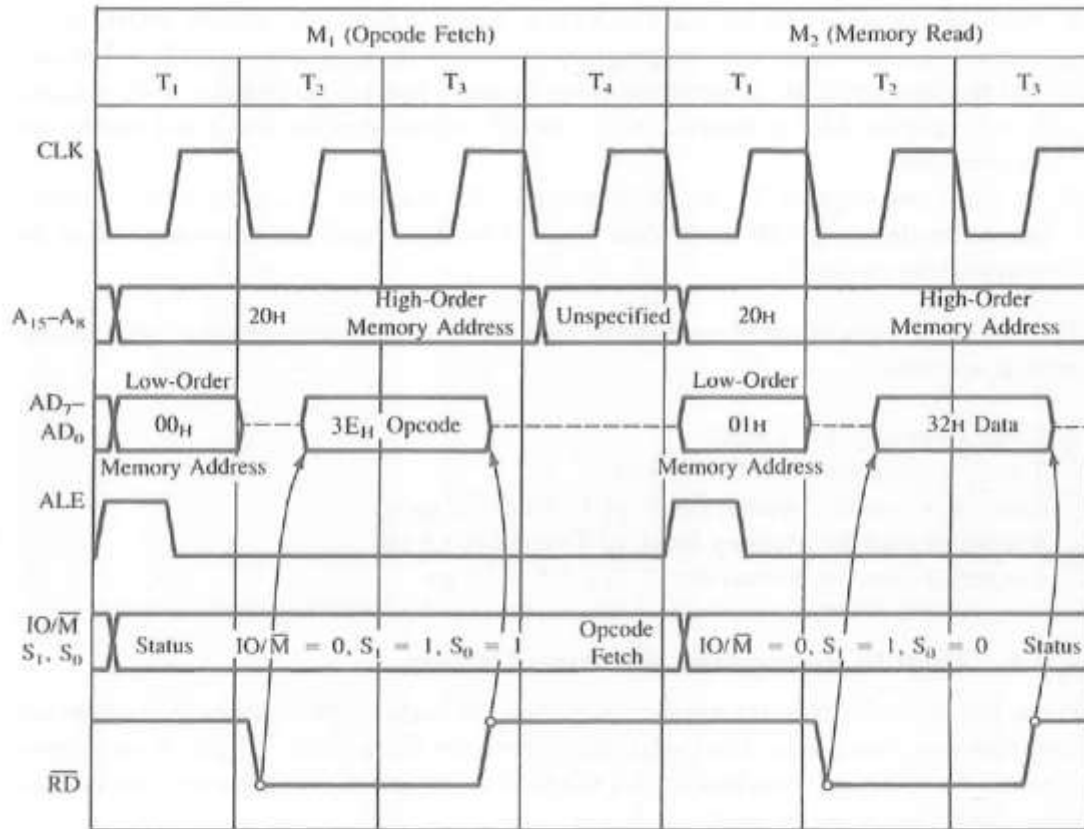 M₁ (Opcode Fetch) M₂ (Memory Read)
T₁ T₂ T₃ T₄ T₁ T₂ T₃
CLK
A₁₅–A₈ 20H High-Order Memory Address Unspecified 20H High-Order Memory Address
Low-Order Low-Order
AD₇–AD₀ 00H 3EH Opcode 01H 32H Data
Memory Address Memory Address
ALE
IO/M̅ S₁, S₀ Status IO/M̅ = 0, S₁ = 1, S₀ = 1 Opcode Fetch IO/M̅ = 0, S₁ = 1, S₀ = 0 Status
R̅D̅